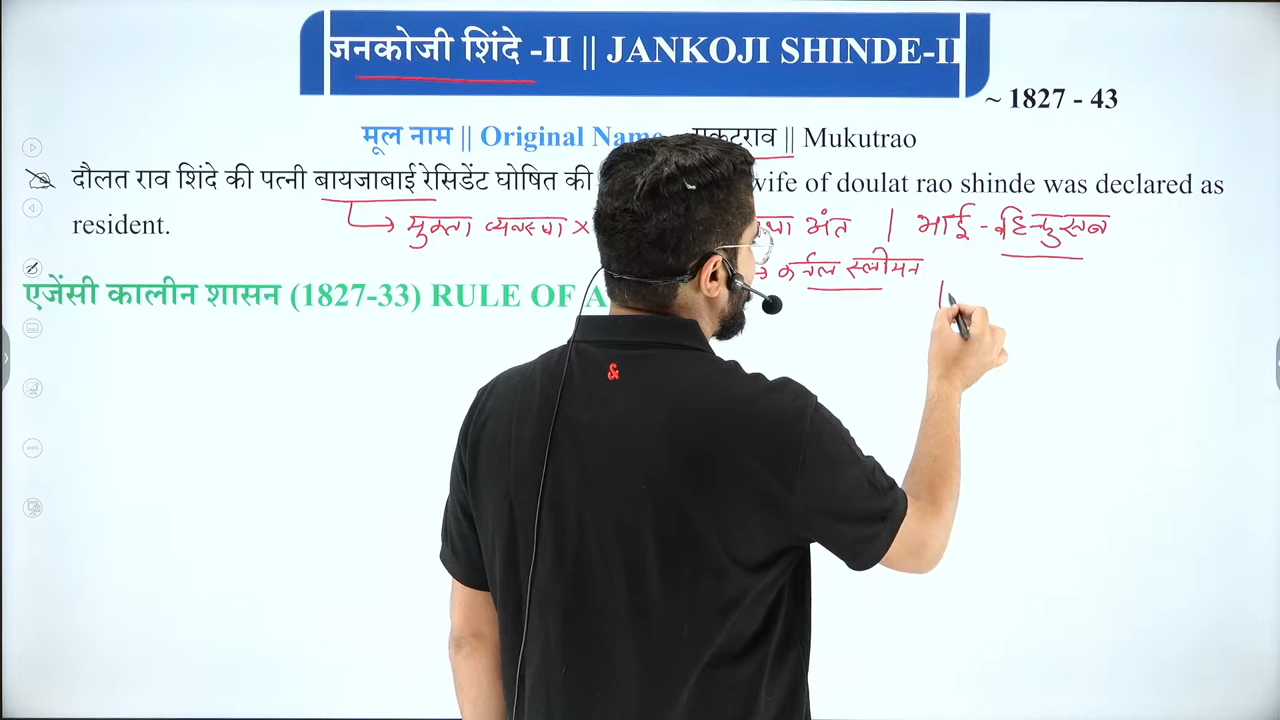 जनकोजी शिंदे -II || JANKOJI SHINDE-II
~ 1827 - 43
मूल नाम || Original Name || Mukutrao
दौलत राव शिंदे की पत्नी बायजाबाई रेसिडेंट घोषित की wife of doulat rao shinde was declared as
resident. → मुक्ता व्यवस्था × अंत | भाई - हिन्दुराव
→ कर्नल स्लीमन
एजेंसी कालीन शासन (1827-33) RULE OF A
&